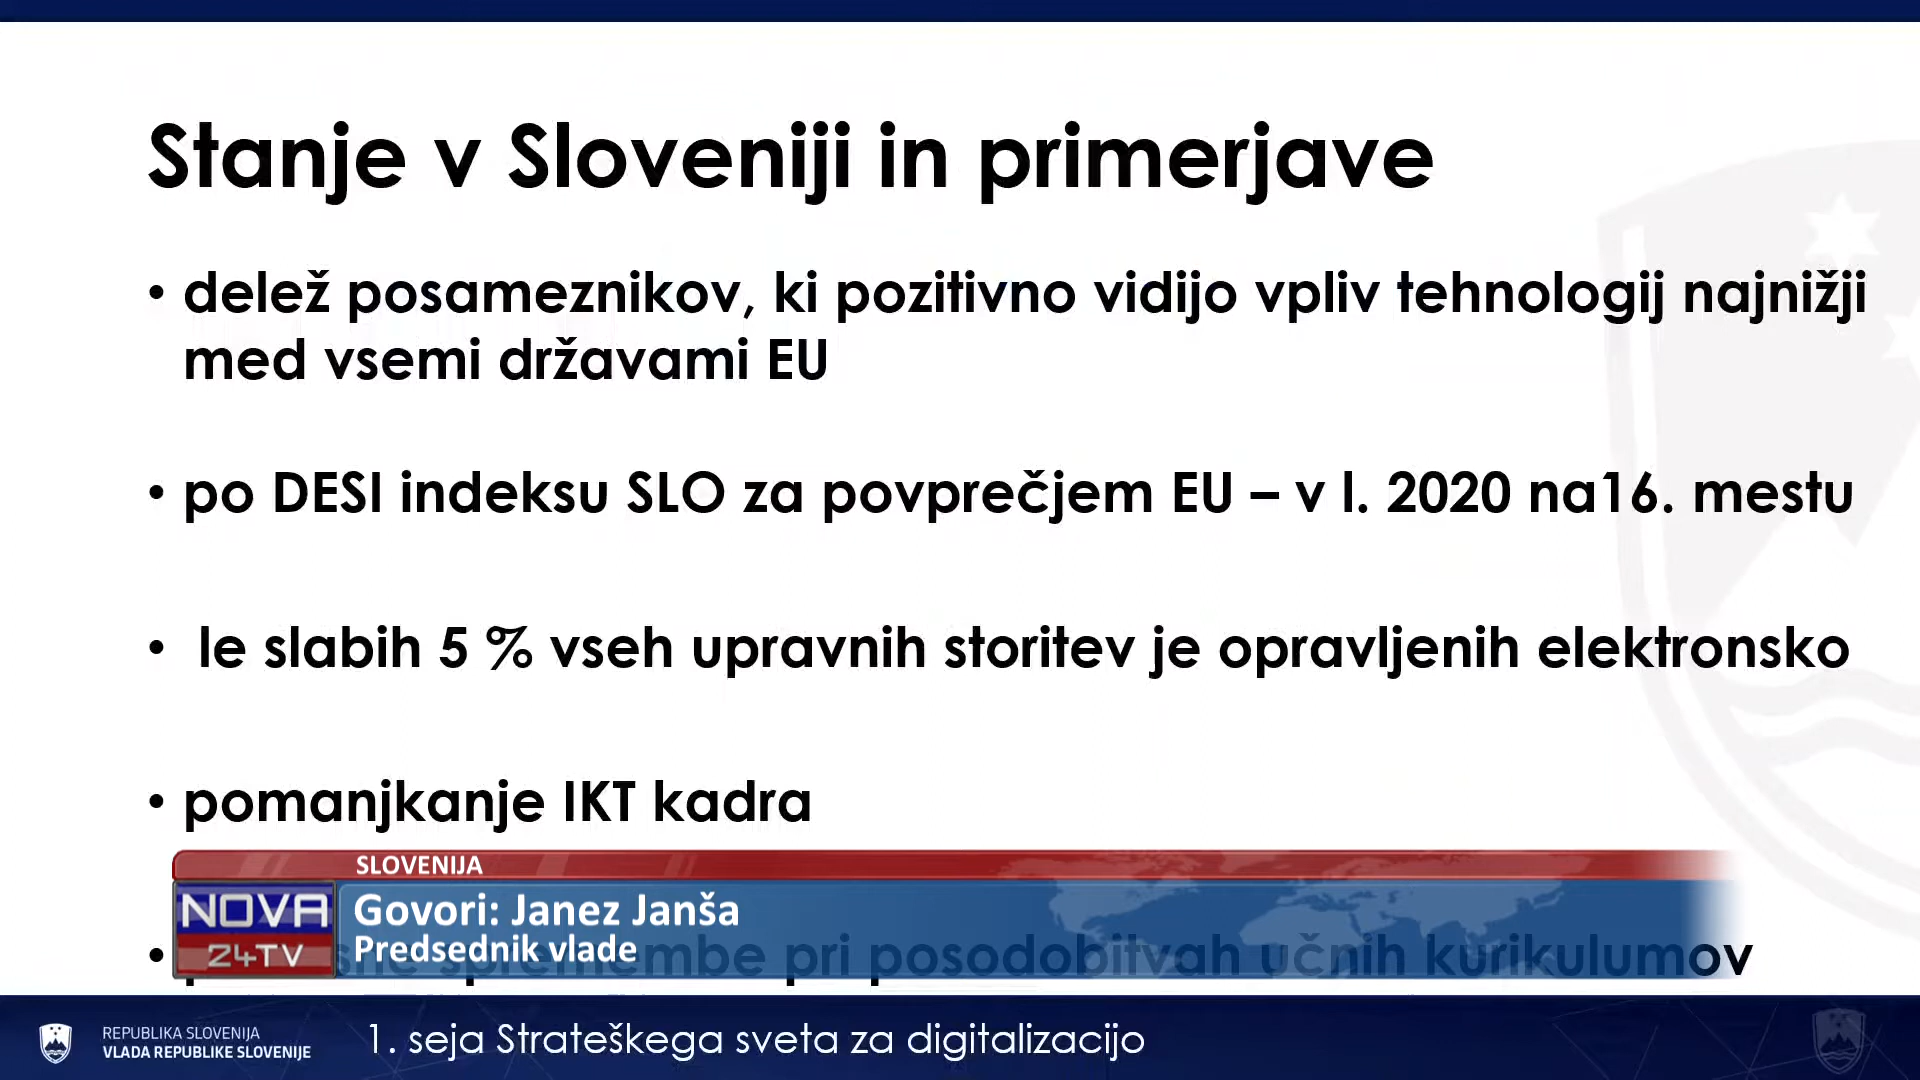 Stanje v Sloveniji in primerjave
• delež posameznikov, ki pozitivno vidijo vpliv tehnologij najnižji
med vsemi državami EU
• po DESI indeksu SLO za povprečjem EU – v l. 2020 na16. mestu
• le slabih 5 % vseh upravnih storitev je opravljenih elektronsko
• pomanjkanje IKT kadra
SLOVENIJA
NOVA
24TV
Govori: Janez Janša
Predsednik vlade
• spremembe pri posodobitvah učnih kurikulumov
REPUBLIKA SLOVENIJA
VLADA REPUBLIKE SLOVENIJE
1. seja Strateškega sveta za digitalizacijo